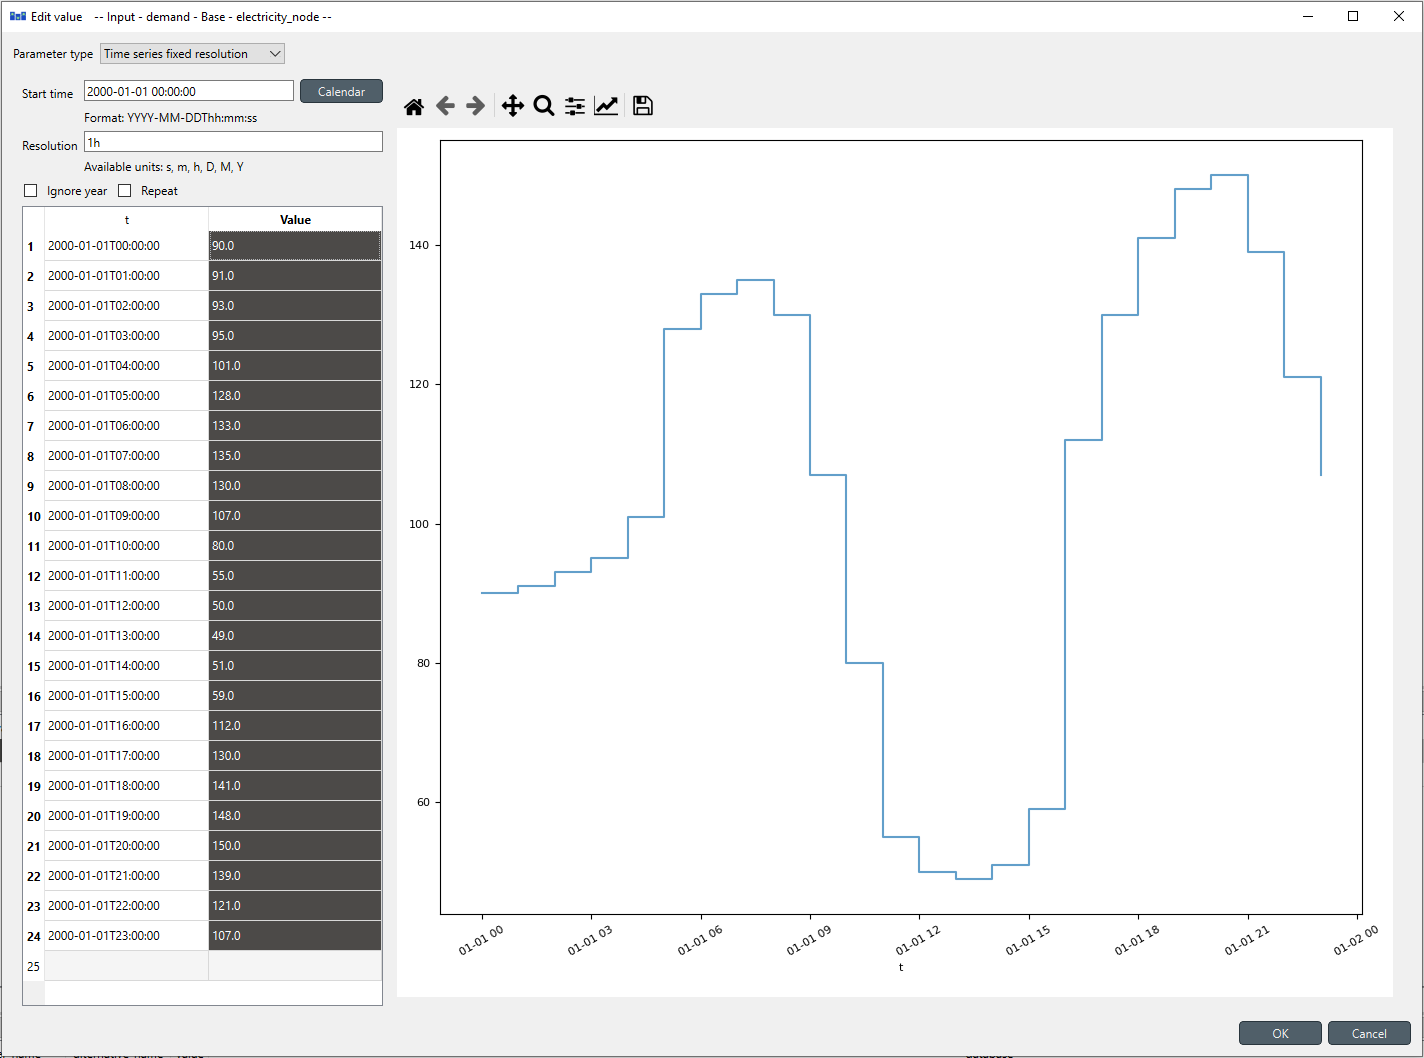 Edit value -- Input - demand - Base - electricity_node --
Parameter type Time series fixed resolution
Start time 2000-01-01 00:00:00 Calendar
Format: YYYY-MM-DDThh:mm:ss
Resolution 1h
Available units: s, m, h, D, M, Y
Ignore year Repeat
t Value
1 2000-01-01T00:00:00 90.0
2 2000-01-01T01:00:00 91.0
3 2000-01-01T02:00:00 93.0
4 2000-01-01T03:00:00 95.0
5 2000-01-01T04:00:00 101.0
6 2000-01-01T05:00:00 128.0
7 2000-01-01T06:00:00 133.0
8 2000-01-01T07:00:00 135.0
9 2000-01-01T08:00:00 130.0
10 2000-01-01T09:00:00 107.0
11 2000-01-01T10:00:00 80.0
12 2000-01-01T11:00:00 55.0
13 2000-01-01T12:00:00 50.0
14 2000-01-01T13:00:00 49.0
15 2000-01-01T14:00:00 51.0
16 2000-01-01T15:00:00 59.0
17 2000-01-01T16:00:00 112.0
18 2000-01-01T17:00:00 130.0
19 2000-01-01T18:00:00 141.0
20 2000-01-01T19:00:00 148.0
21 2000-01-01T20:00:00 150.0
22 2000-01-01T21:00:00 139.0
23 2000-01-01T22:00:00 121.0
24 2000-01-01T23:00:00 107.0
25
140
120
100
80
60
01-01 00 01-01 03 01-01 06 01-01 09 01-01 12 01-01 15 01-01 18 01-01 21 01-02 00
t
OK Cancel